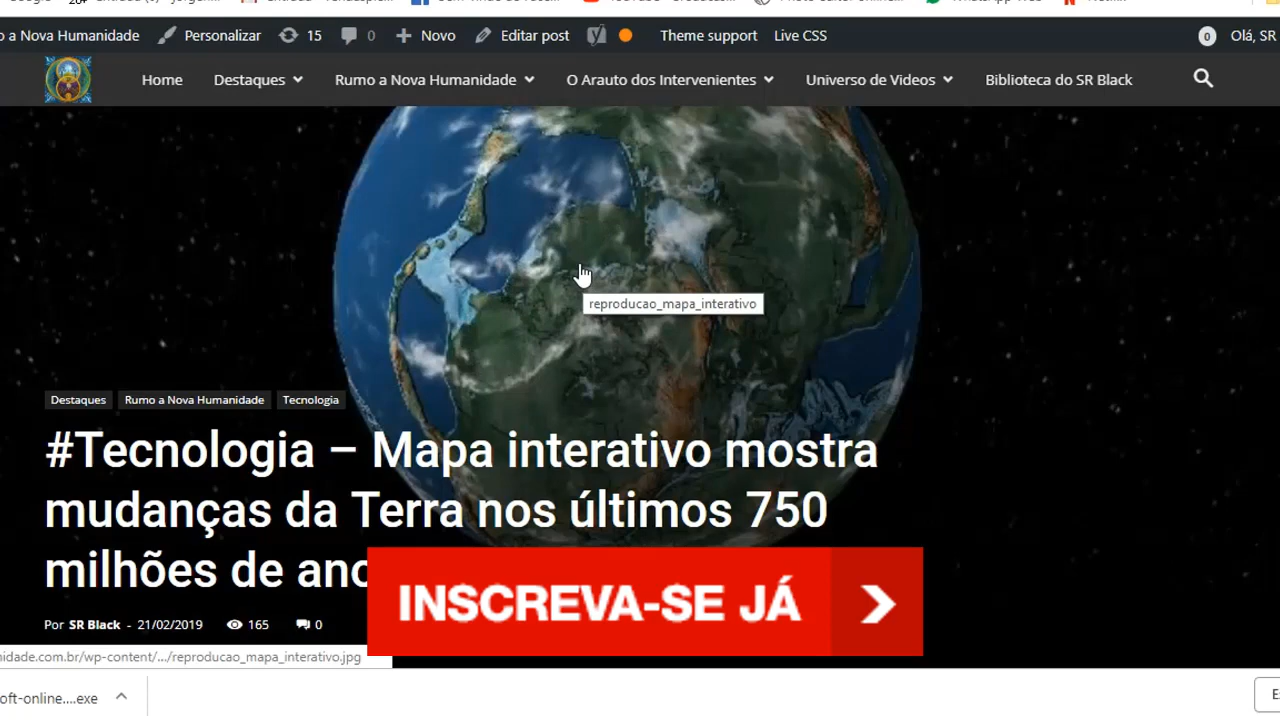 o a Nova Humanidade Personalizar 15 0 Novo Editar post Theme support Live CSS 0 Olá, SR
Home Destaques Rumo a Nova Humanidade O Arauto dos Intervenientes Universo de Videos Biblioteca do SR Black
reproducao_mapa_interativo
Destaques Rumo a Nova Humanidade Tecnologia
#Tecnologia – Mapa interativo mostra
mudanças da Terra nos últimos 750
milhões de ano
INSCREVA-SE JÁ
Por SR Black - 21/02/2019 165 0
nidade.com.br/wp-content/.../reproducao_mapa_interativo.jpg
oft-online....exe